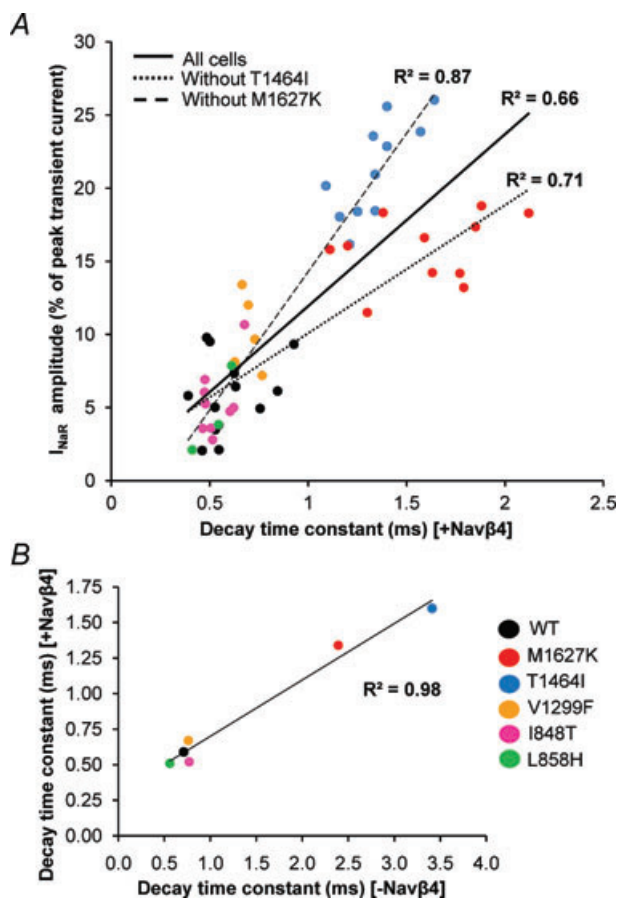 A
30
25
20
15
10
5
0
I_NaR amplitude (% of peak transient current)
All cells
Without T1464I
Without M1627K
R² = 0.87
R² = 0.66
R² = 0.71
0 0.5 1 1.5 2 2.5
Decay time constant (ms) [+Navβ4]
B
1.75
1.50
1.25
1.00
0.75
0.50
0.25
0.00
Decay time constant (ms) [+Navβ4]
R² = 0.98
0.0 0.5 1.0 1.5 2.0 2.5 3.0 3.5 4.0
Decay time constant (ms) [-Navβ4]
WT
M1627K
T1464I
V1299F
I848T
L858H